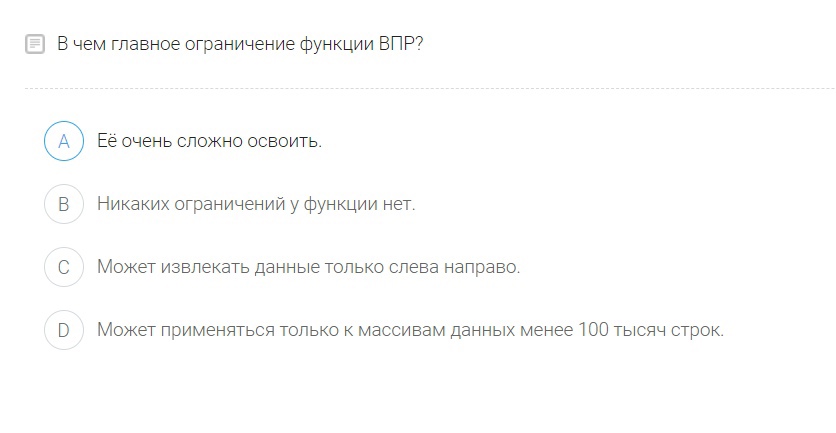 В чем главное ограничение функции ВПР?
A Её очень сложно освоить.
B Никаких ограничений у функции нет.
C Может извлекать данные только слева направо.
D Может применяться только к массивам данных менее 100 тысяч строк.